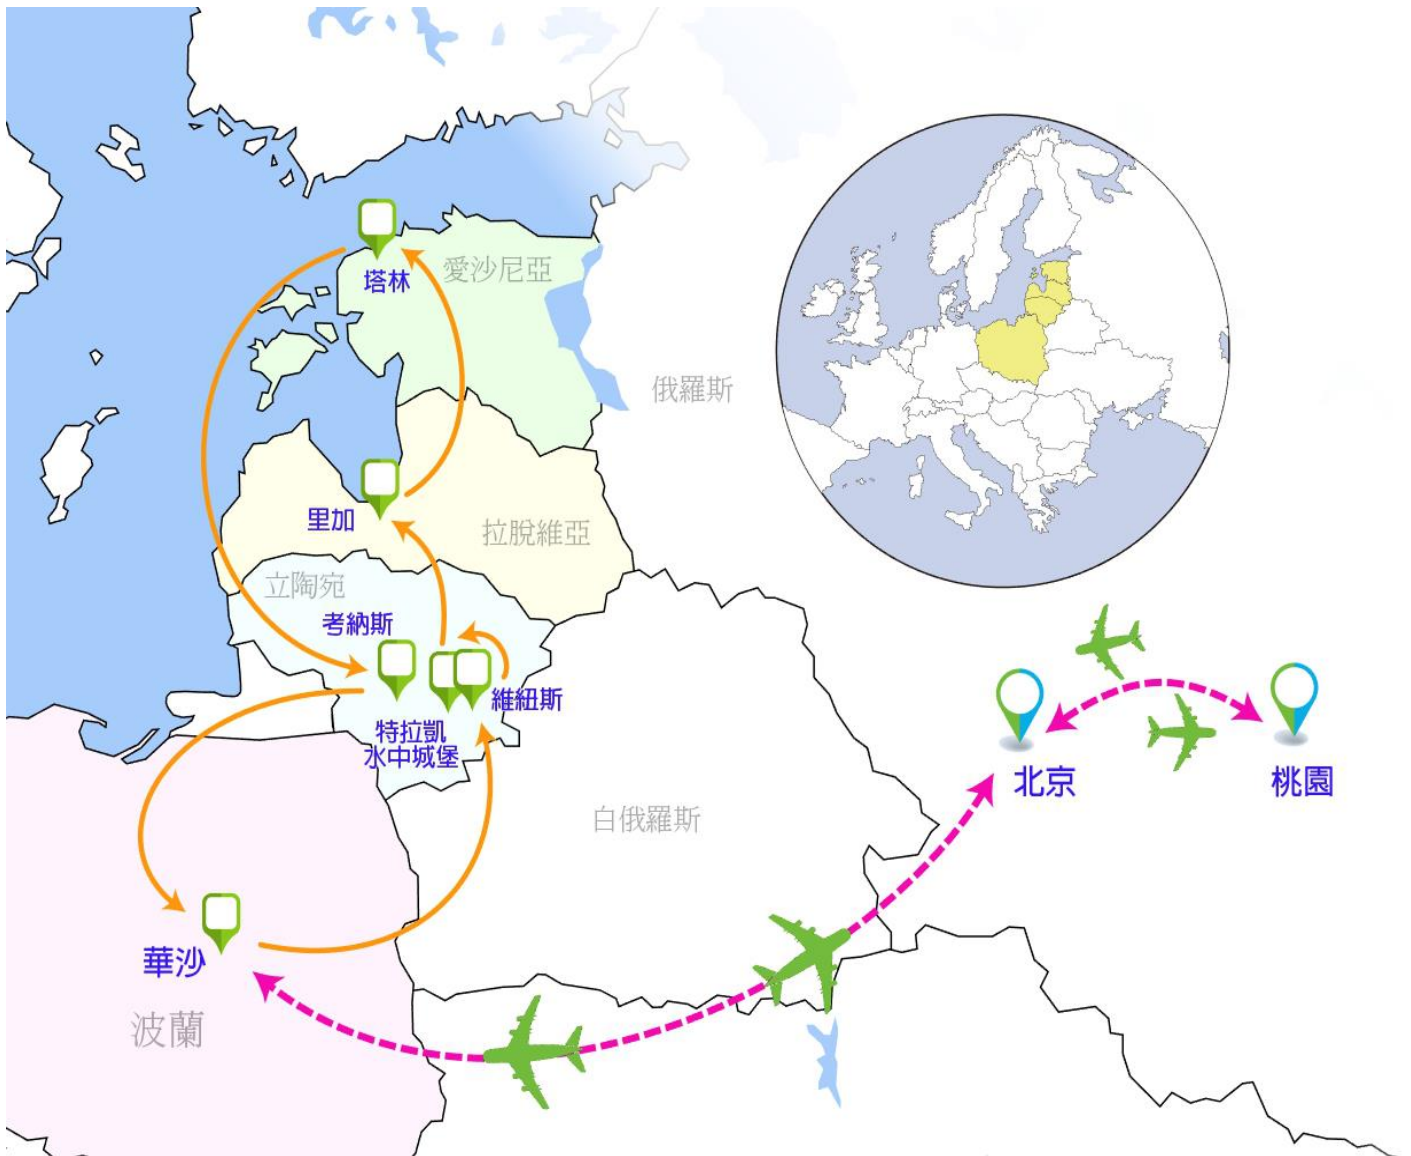 塔林
愛沙尼亞
俄羅斯
里加
拉脫維亞
立陶宛
考納斯
維紐斯
特拉凱
水中城堡
北京
桃園
白俄羅斯
華沙
波蘭